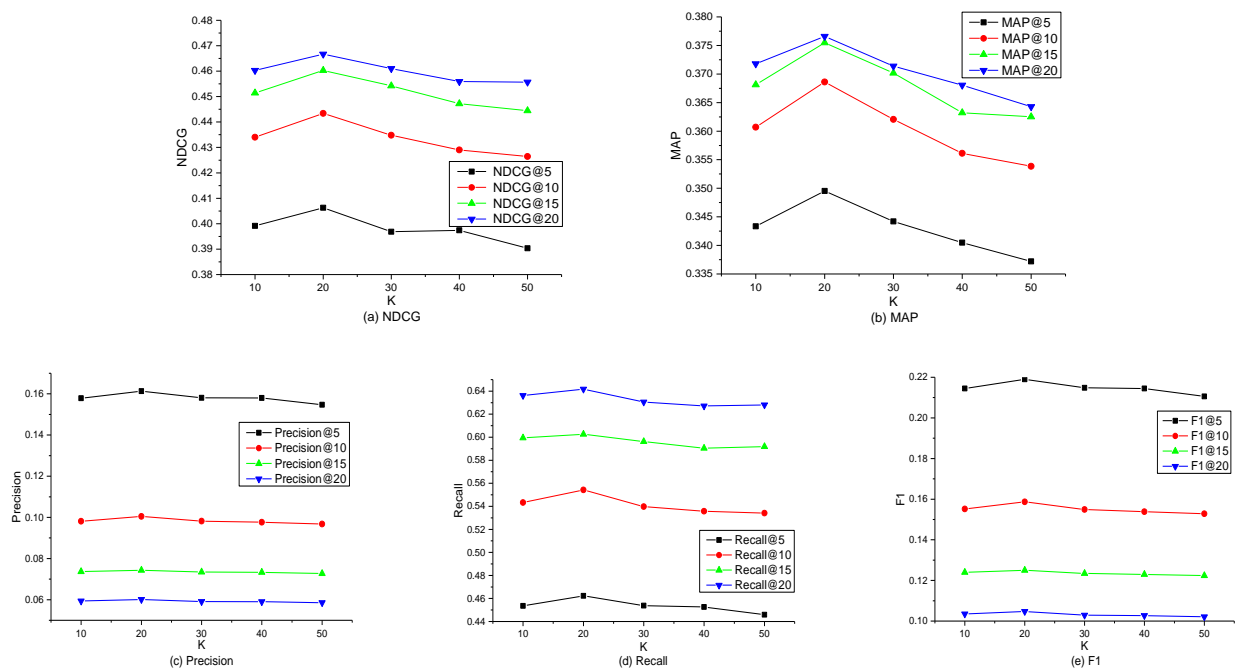 0.48
0.47
0.46
0.45
0.44
0.43
0.42
0.41
0.40
0.39
0.38
NDCG
10 20 30 40 50
K
NDCG@5
NDCG@10
NDCG@15
NDCG@20
(a) NDCG
0.380
0.375
0.370
0.365
0.360
0.355
0.350
0.345
0.340
0.335
MAP
10 20 30 40 50
K
MAP@5
MAP@10
MAP@15
MAP@20
(b) MAP
0.16
0.14
0.12
0.10
0.08
0.06
Precision
10 20 30 40 50
K
Precision@5
Precision@10
Precision@15
Precision@20
(c) Precision
0.64
0.62
0.60
0.58
0.56
0.54
0.52
0.50
0.48
0.46
0.44
Recall
10 20 30 40 50
K
Recall@5
Recall@10
Recall@15
Recall@20
(d) Recall
0.22
0.20
0.18
0.16
0.14
0.12
0.10
F1
10 20 30 40 50
K
F1@5
F1@10
F1@15
F1@20
(e) F1